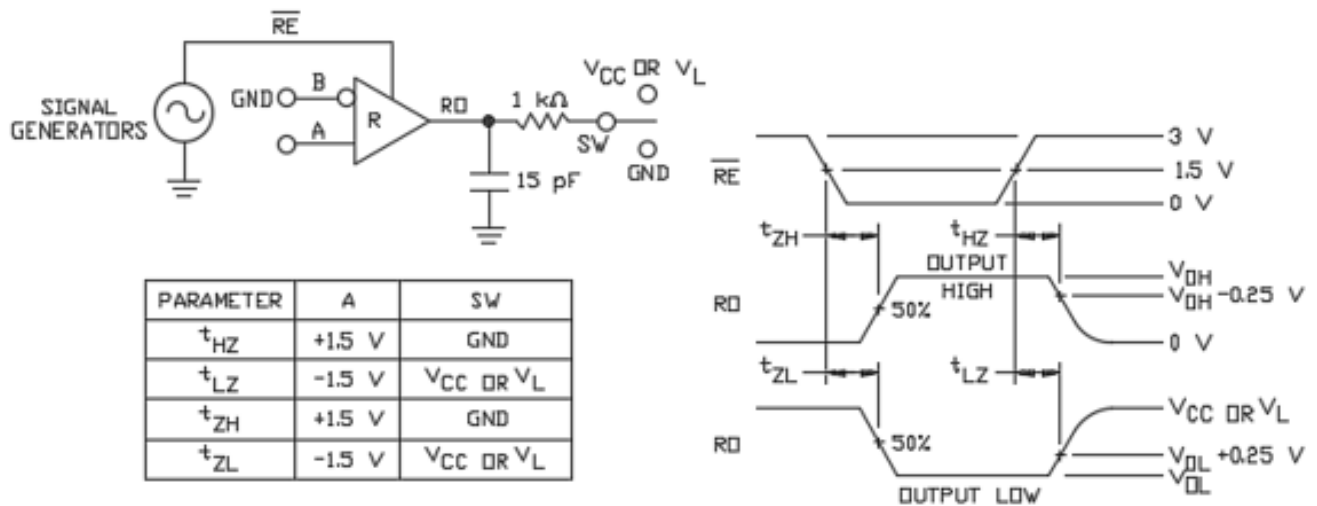 RE
SIGNAL
GENERATORS
GND
B
A
R
RO
1 kΩ
15 pF
SW
VCC OR VL
GND
PARAMETER A SW
tHZ +1.5 V GND
tLZ -1.5 V VCC OR VL
tZH +1.5 V GND
tZL -1.5 V VCC OR VL
RE
3 V
1.5 V
0 V
tZH
tHZ
RO
OUTPUT
HIGH
50%
VOH
VOH -0.25 V
0 V
tZL
tLZ
RO
50%
OUTPUT LOW
VCC OR VL
VOL +0.25 V
VOL